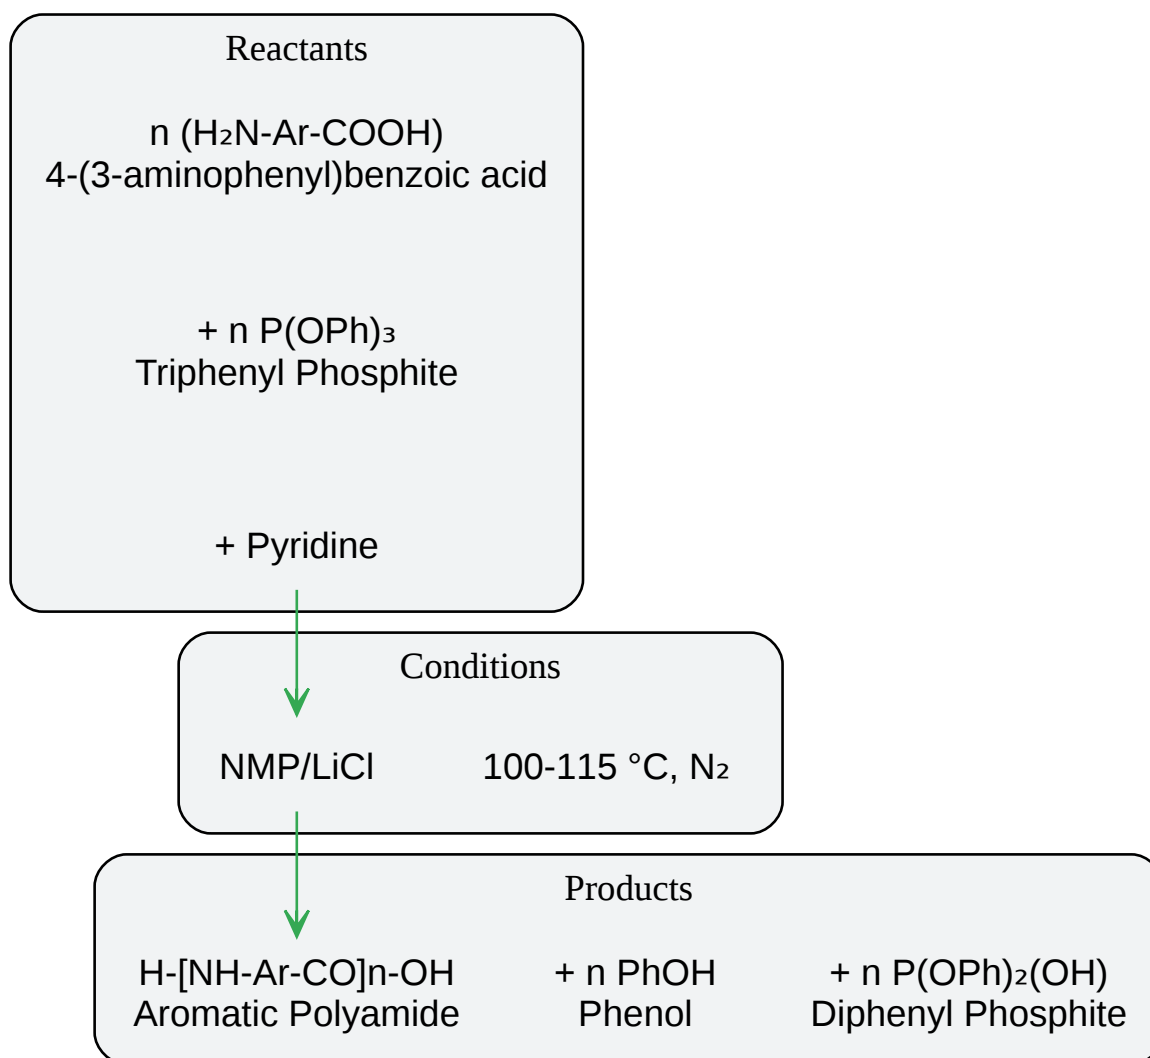 Reactants
n (H₂N-Ar-COOH)
4-(3-aminophenyl)benzoic acid
+ n P(OPh)₃
Triphenyl Phosphite
+ Pyridine
Conditions
NMP/LiCl
100-115 °C, N₂
Products
H-[NH-Ar-CO]n-OH
Aromatic Polyamide
+ n PhOH
Phenol
+ n P(OPh)₂(OH)
Diphenyl Phosphite